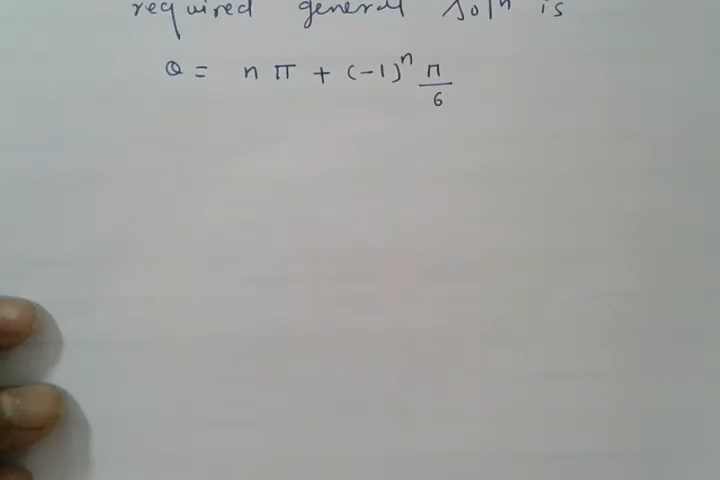 required general solⁿ is
θ = nπ + (-1)ⁿ π/6